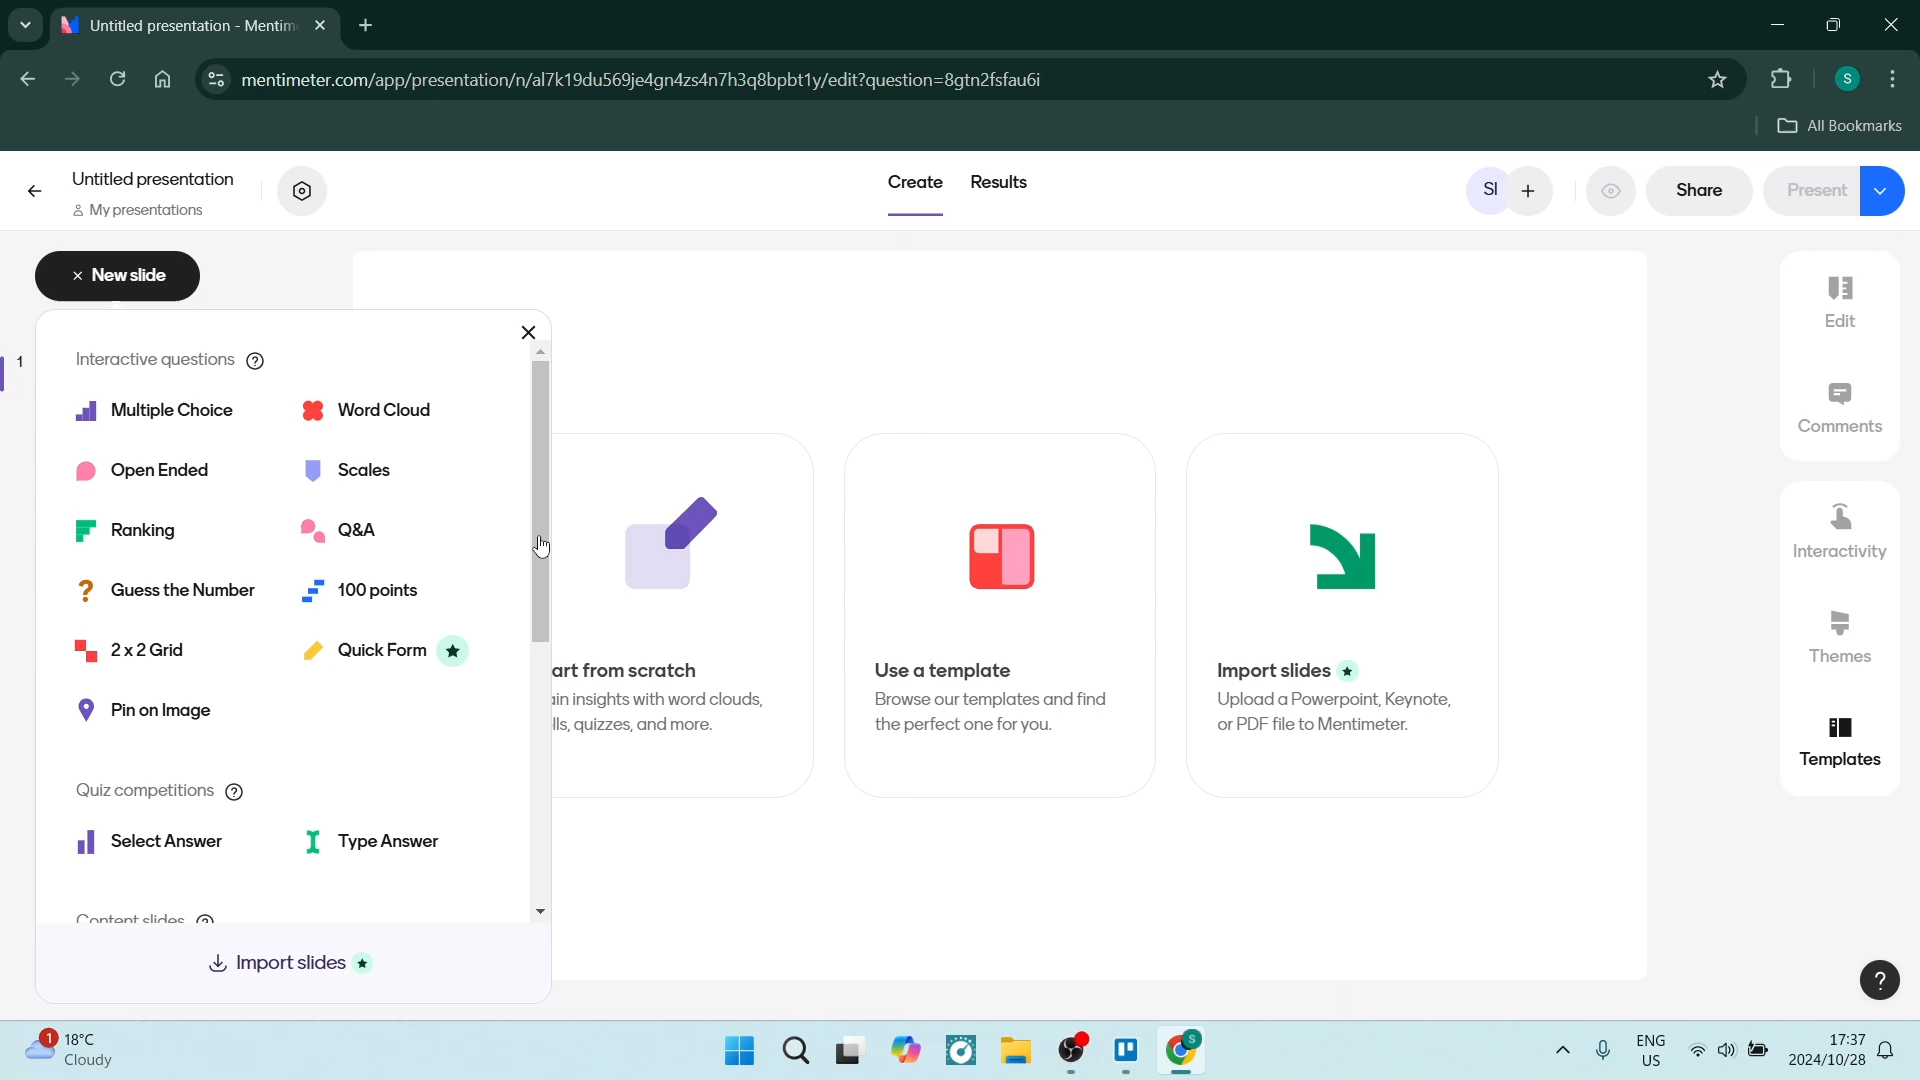 Untitled presentation - Mentim
mentimeter.com/app/presentation/n/al7k19du569je4gn4zs4n7h3q8bpbt1y/edit?question=8gtn2fsfau6i
S
All Bookmarks
Untitled presentation
My presentations
Create
Results
SI
+
Share
Present
× New slide
1
Interactive questions ?
Multiple Choice
Word Cloud
Open Ended
Scales
Ranking
Q&A
Guess the Number
100 points
2 x 2 Grid
Quick Form
Pin on Image
Quiz competitions ?
Select Answer
Type Answer
Content slides ?
Import slides
art from scratch
ain insights with word clouds,
lls, quizzes, and more.
Use a template
Browse our templates and find
the perfect one for you.
Import slides
Upload a Powerpoint, Keynote,
or PDF file to Mentimeter.
Edit
Comments
Interactivity
Themes
Templates
?
1
18°C
Cloudy
S
ENG
US
17:37
2024/10/28